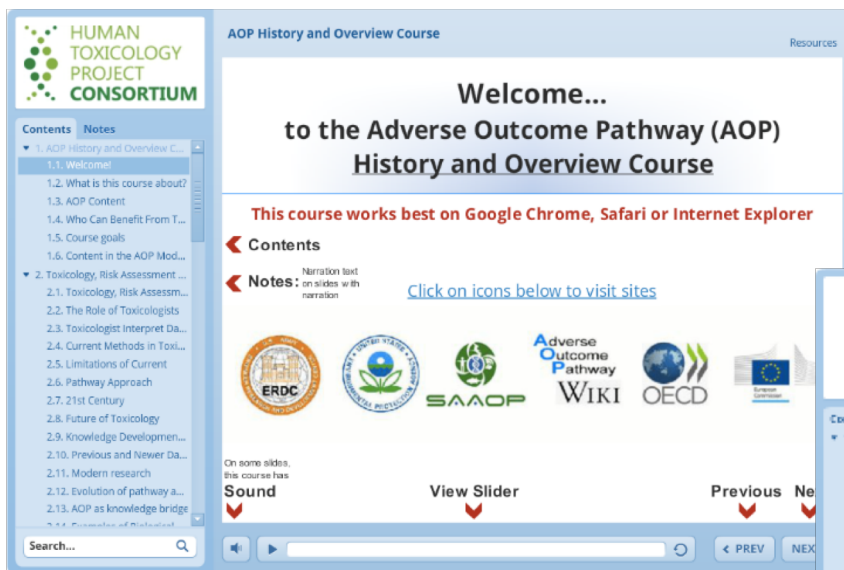 HUMAN
TOXICOLOGY
PROJECT
CONSORTIUM
AOP History and Overview Course
Resources
Contents Notes
1. AOP History and Overview C...
1.1. Welcome!
1.2. What is this course about?
1.3. AOP Content
1.4. Who Can Benefit From T...
1.5. Course goals
1.6. Content in the AOP Mod...
2. Toxicology, Risk Assessment ...
2.1. Toxicology, Risk Assessm...
2.2. The Role of Toxicologists
2.3. Toxicologist Interpret Da...
2.4. Current Methods in Toxi...
2.5. Limitations of Current
2.6. Pathway Approach
2.7. 21st Century
2.8. Future of Toxicology
2.9. Knowledge Developmen...
2.10. Previous and Newer Da...
2.11. Modern research
2.12. Evolution of pathway a...
2.13. AOP as knowledge bridge
Search...
Welcome...
to the Adverse Outcome Pathway (AOP)
History and Overview Course
This course works best on Google Chrome, Safari or Internet Explorer
Contents
Notes: Narration text
on slides with
narration
Click on icons below to visit sites
ERDC
SAAOP
Adverse
Outcome
Pathway
WIKI
OECD
European
Commission
On some slides,
this course has
Sound
View Slider
Previous Ne
PREV
NEX